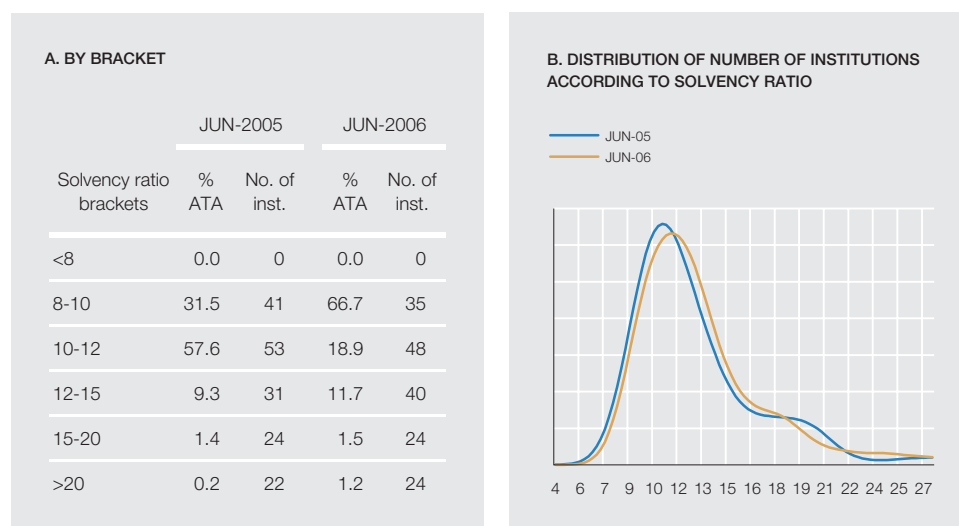 A. BY BRACKET
JUN-2005 JUN-2006
Solvency ratio brackets % ATA No. of inst. % ATA No. of inst.
<8 0.0 0 0.0 0
8-10 31.5 41 66.7 35
10-12 57.6 53 18.9 48
12-15 9.3 31 11.7 40
15-20 1.4 24 1.5 24
>20 0.2 22 1.2 24
B. DISTRIBUTION OF NUMBER OF INSTITUTIONS
ACCORDING TO SOLVENCY RATIO
JUN-05
JUN-06
4 6 7 9 10 12 13 15 16 18 19 21 22 24 25 27